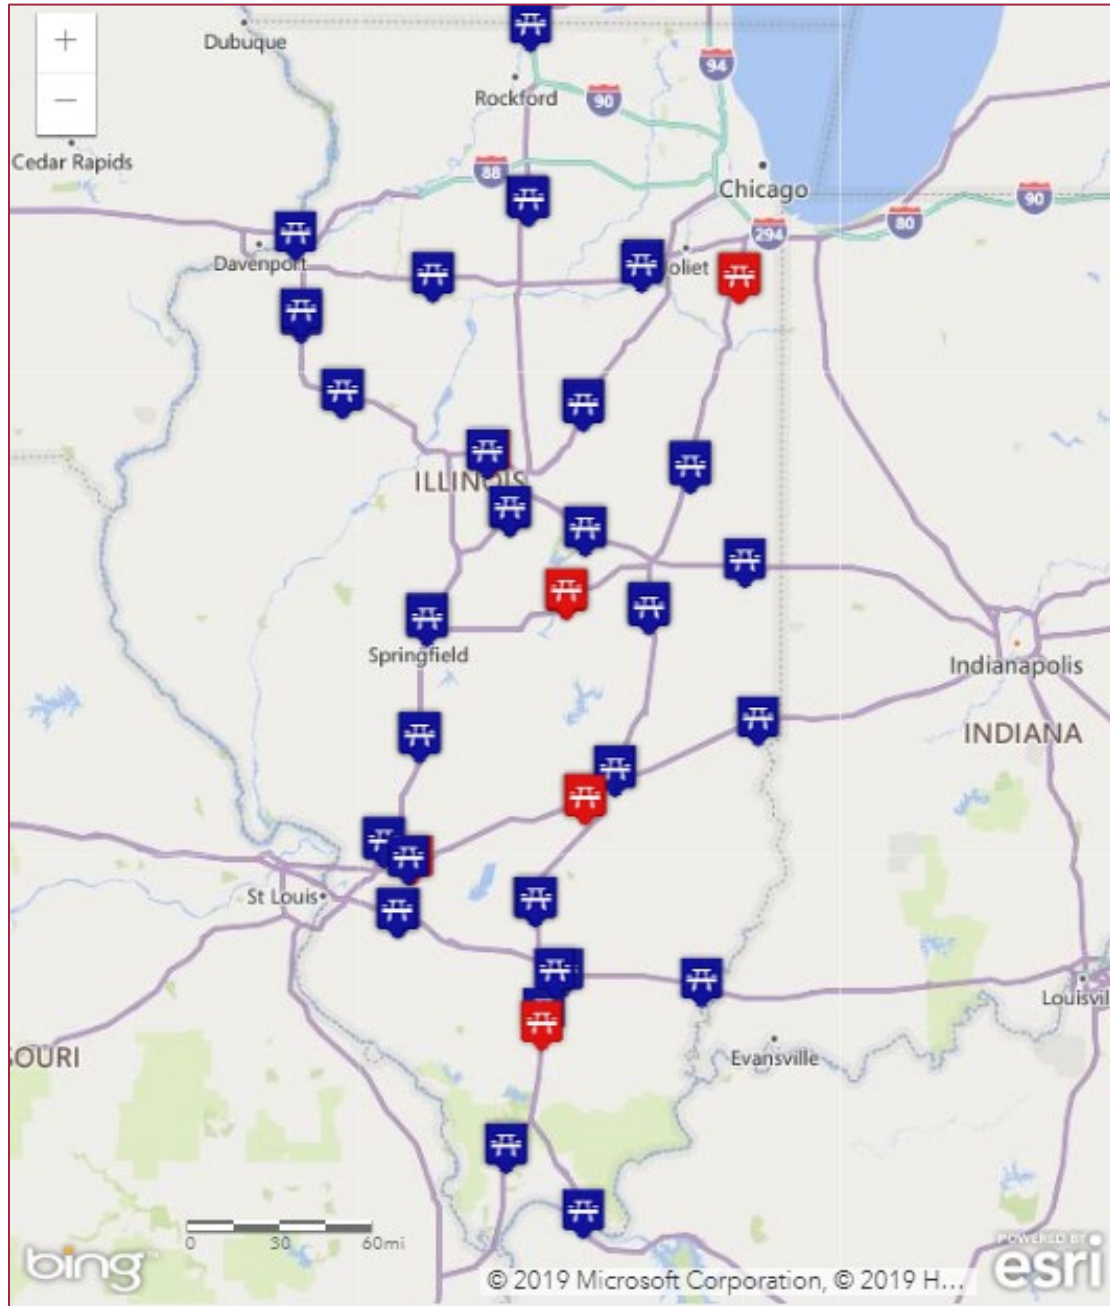 +
Dubuque
94
Rockford
90
−
Cedar Rapids
88
Chicago
90
80
294
Davenport
oliet
ILLINOIS
Springfield
Indianapolis
INDIANA
St Louis
Louisvil
SOURI
Evansville
0 30 60mi
bing
POWERED BY
esri
© 2019 Microsoft Corporation, © 2019 H...